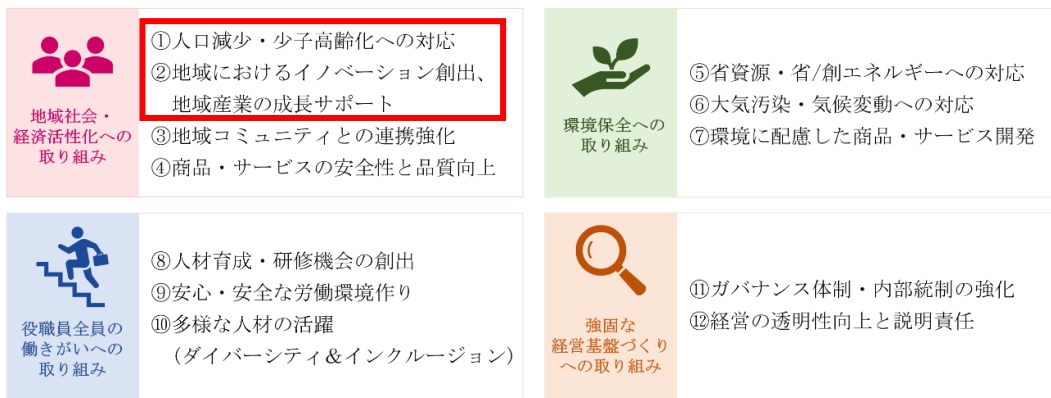 地域社会・
経済活性化への
取り組み
①人口減少・少子高齢化への対応
②地域におけるイノベーション創出、
地域産業の成長サポート
③地域コミュニティとの連携強化
④商品・サービスの安全性と品質向上
環境保全への
取り組み
⑤省資源・省/創エネルギーへの対応
⑥大気汚染・気候変動への対応
⑦環境に配慮した商品・サービス開発
役職員全員の
働きがいへの
取り組み
⑧人材育成・研修機会の創出
⑨安心・安全な労働環境作り
⑩多様な人材の活躍
（ダイバーシティ＆インクルージョン）
強固な
経営基盤づくり
への取り組み
⑪ガバナンス体制・内部統制の強化
⑫経営の透明性向上と説明責任